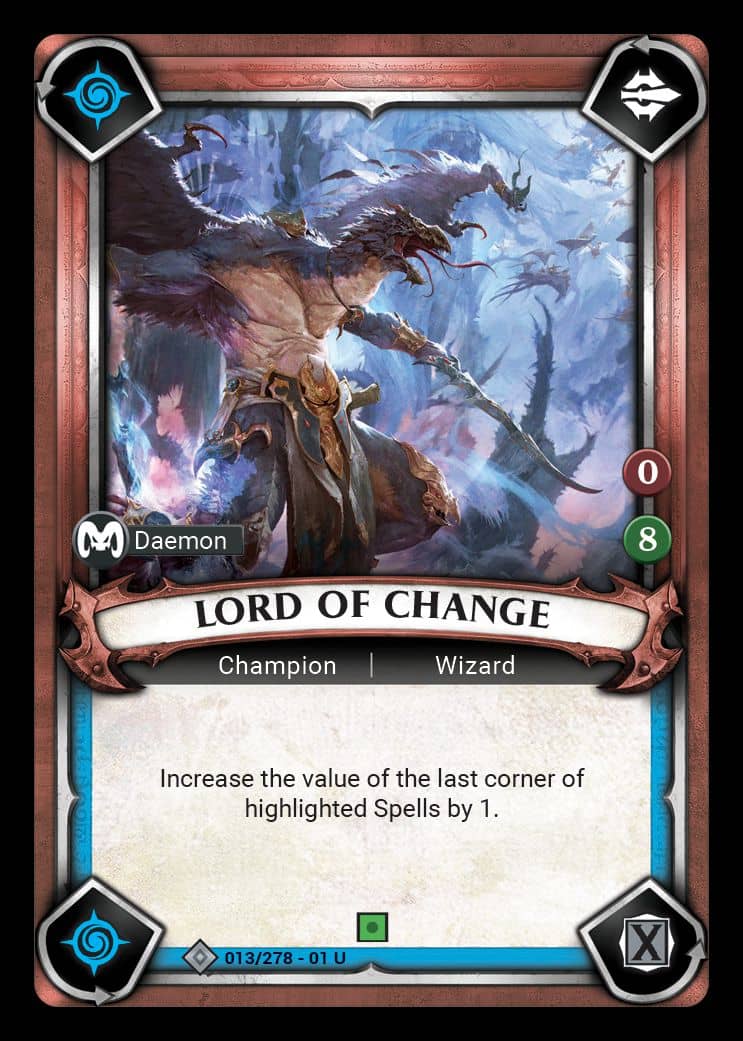 0
8
Daemon
LORD OF CHANGE
Champion | Wizard
Increase the value of the last corner of
highlighted Spells by 1.
X
013/278 - 01 U